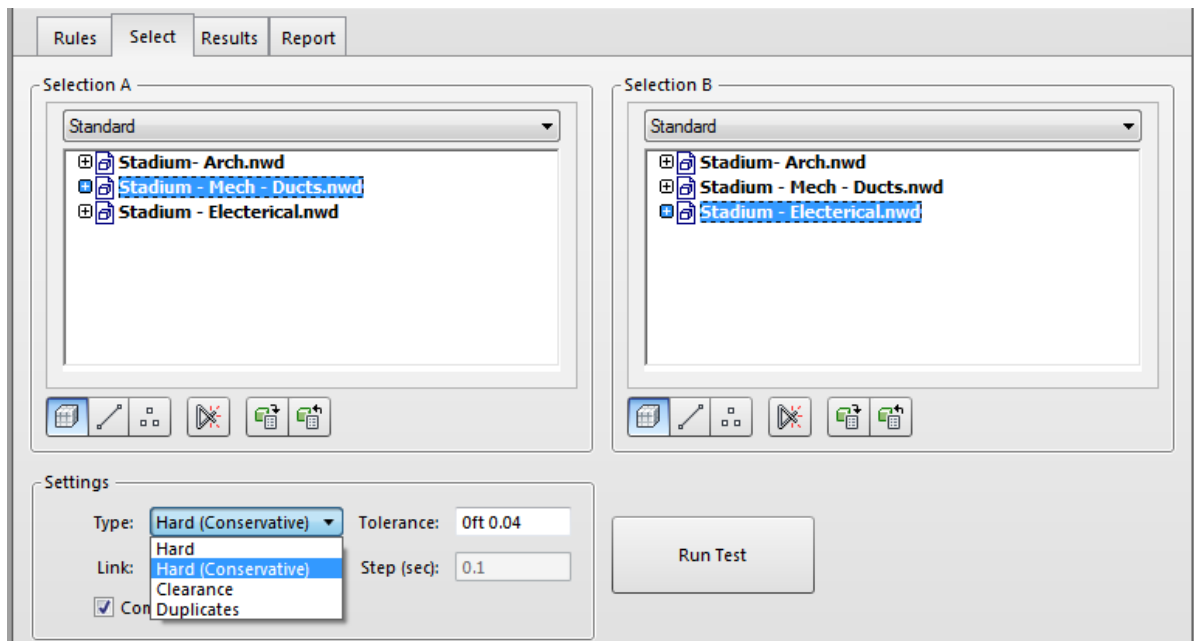 Rules Select Results Report
Selection A
Standard
Stadium- Arch.nwd
Stadium - Mech - Ducts.nwd
Stadium - Electerical.nwd
Selection B
Standard
Stadium- Arch.nwd
Stadium - Mech - Ducts.nwd
Stadium - Electerical.nwd
Settings
Type: Hard (Conservative) Tolerance: 0ft 0.04
Hard
Link: Hard (Conservative) Step (sec): 0.1
Clearance
Duplicates
Run Test